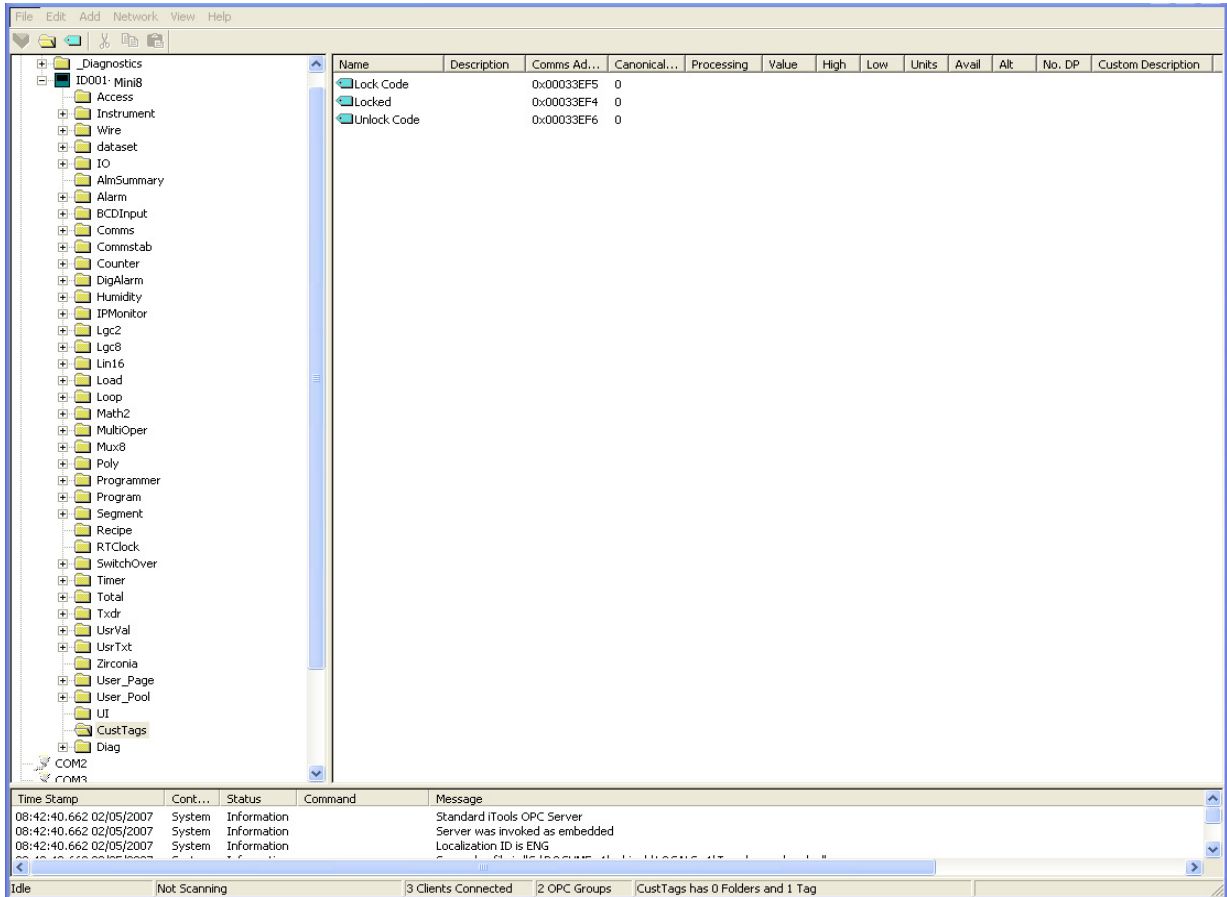 File Edit Add Network View Help
_Diagnostics
ID001- Mini8
Access
Instrument
Wire
dataset
IO
AlmSummary
Alarm
BCDInput
Comms
Commstab
Counter
DigAlarm
Humidity
IPMonitor
Lgc2
Lgc8
Lin16
Load
Loop
Math2
MultiOper
Mux8
Poly
Programmer
Program
Segment
Recipe
RTClock
SwitchOver
Timer
Total
Txdr
UsrVal
UsrTxt
Zirconia
User_Page
User_Pool
UI
CustTags
Diag
COM2
COM3
Name Description Comms Ad... Canonical... Processing Value High Low Units Avail Alt No. DP Custom Description
Lock Code 0x00033EF5 0
Locked 0x00033EF4 0
Unlock Code 0x00033EF6 0
Time Stamp Cont... Status Command Message
08:42:40.662 02/05/2007 System Information Standard iTools OPC Server
08:42:40.662 02/05/2007 System Information Server was invoked as embedded
08:42:40.662 02/05/2007 System Information Localization ID is ENG
Idle Not Scanning 3 Clients Connected 2 OPC Groups CustTags has 0 Folders and 1 Tag